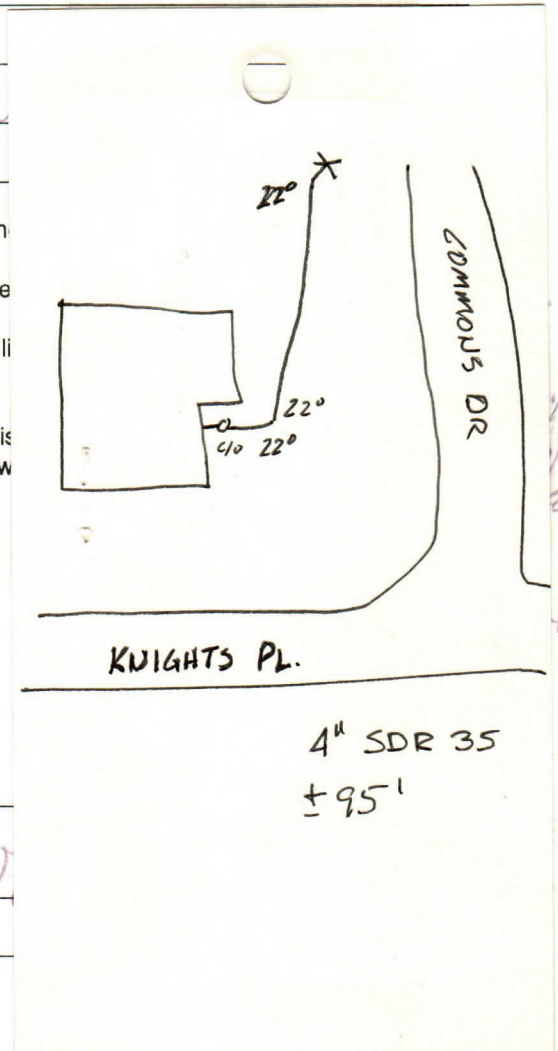 22°
COMMONS DR
22°
c/o 22°
KNIGHTS PL.
4" SDR 35
± 95'